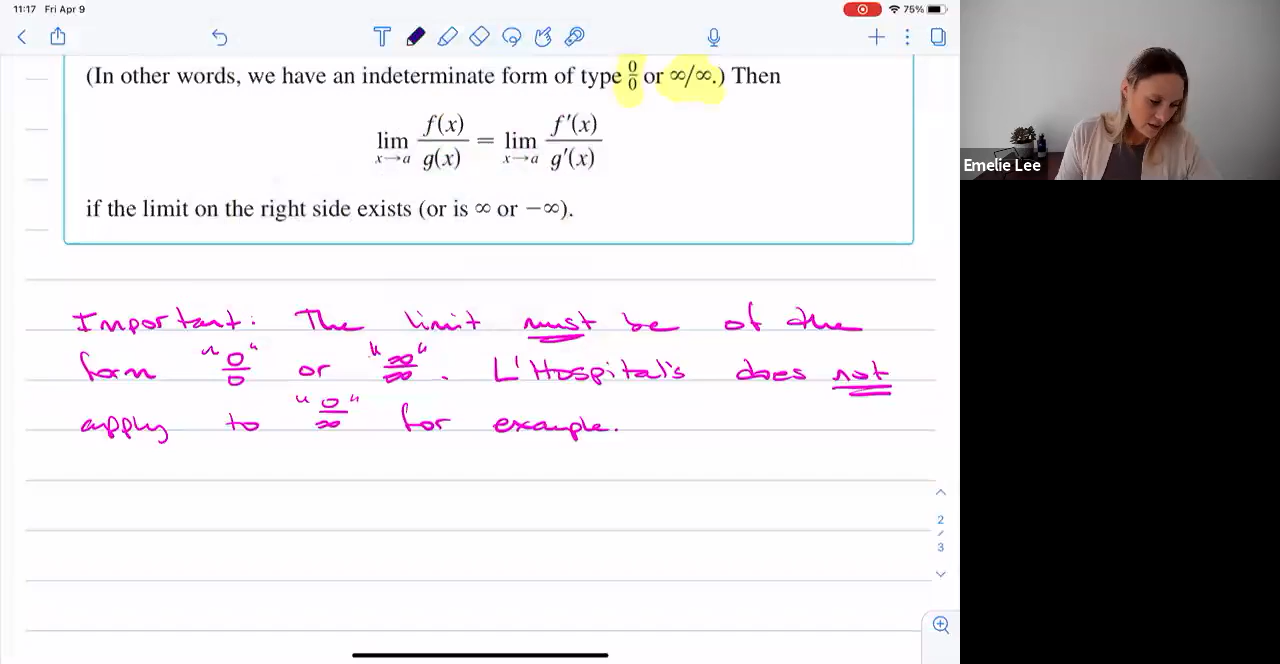 11:17 Fri Apr 9
75%
(In other words, we have an indeterminate form of type 0/0 or ∞/∞.) Then
lim x→a f(x)/g(x) = lim x→a f′(x)/g′(x)
if the limit on the right side exists (or is ∞ or −∞).
Emelie Lee
Important: The limit must be of the
form "0/0" or "∞/∞". L'Hospital's does not
apply to "0/∞" for example.
2
/
3